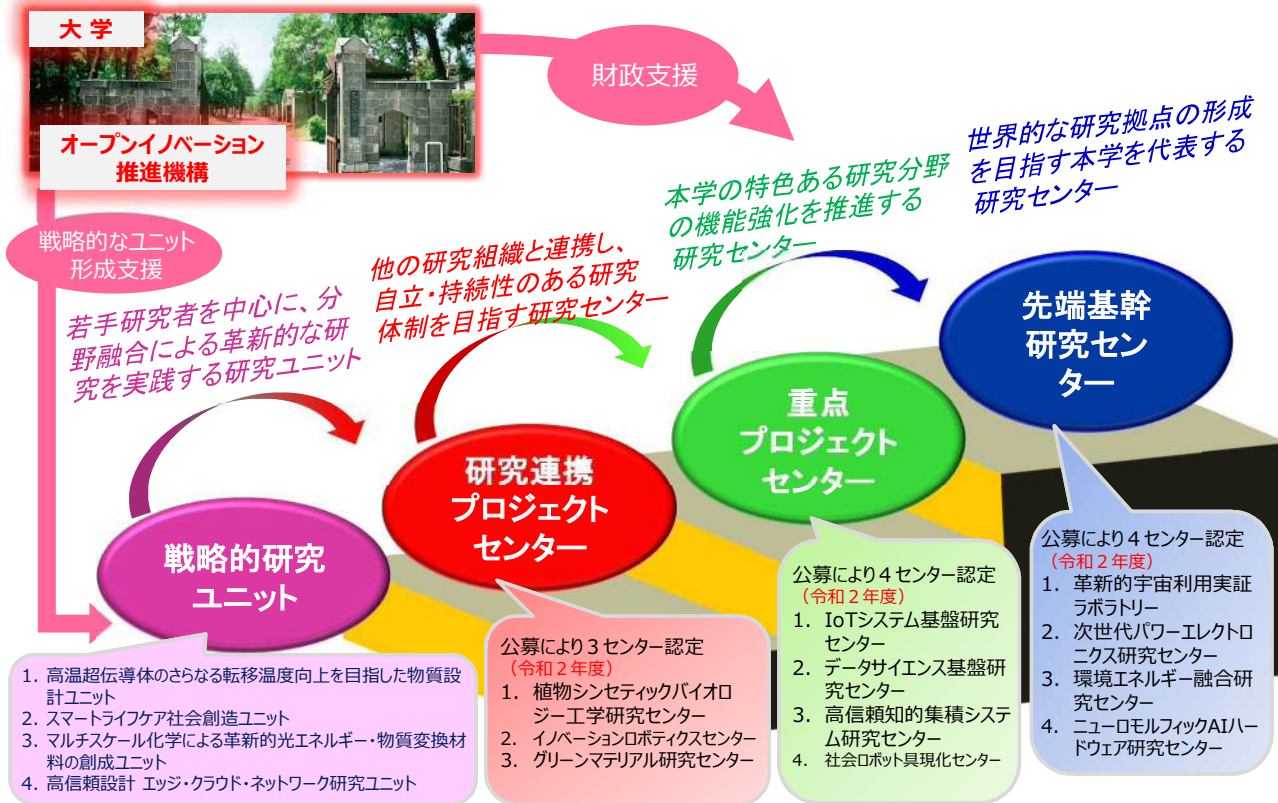 大 学
オープンイノベーション
推進機構
財政支援
戦略的なユニット
形成支援
世界的な研究拠点の形成
を目指す本学を代表する
研究センター
本学の特色ある研究分野
の機能強化を推進する
研究センター
他の研究組織と連携し、
自立・持続性のある研究
体制を目指す研究センター
若手研究者を中心に、分
野融合による革新的な研
究を実践する研究ユニット
先端基幹
研究セン
ター
重点
プロジェクト
センター
研究連携
プロジェクト
センター
戦略的研究
ユニット
1. 高温超伝導体のさらなる転移温度向上を目指した物質設
計ユニット
2. スマートライフケア社会創造ユニット
3. マルチスケール化学による革新的光エネルギー・物質変換材
料の創成ユニット
4. 高信頼設計 エッジ・クラウド・ネットワーク研究ユニット
公募により３センター認定
（令和２年度）
1. 植物シンセティックバイオロ
ジー工学研究センター
2. イノベーションロボティクスセンター
3. グリーンマテリアル研究センター
公募により４センター認定
（令和２年度）
1. IoTシステム基盤研究
センター
2. データサイエンス基盤研
究センター
3. 高信頼知的集積システ
ム研究センター
4. 社会ロボット具現化センター
公募により４センター認定
（令和２年度）
1. 革新的宇宙利用実証
ラボラトリー
2. 次世代パワーエレクトロ
ニクス研究センター
3. 環境エネルギー融合研
究センター
4. ニューロモルフィックAIハー
ドウェア研究センター